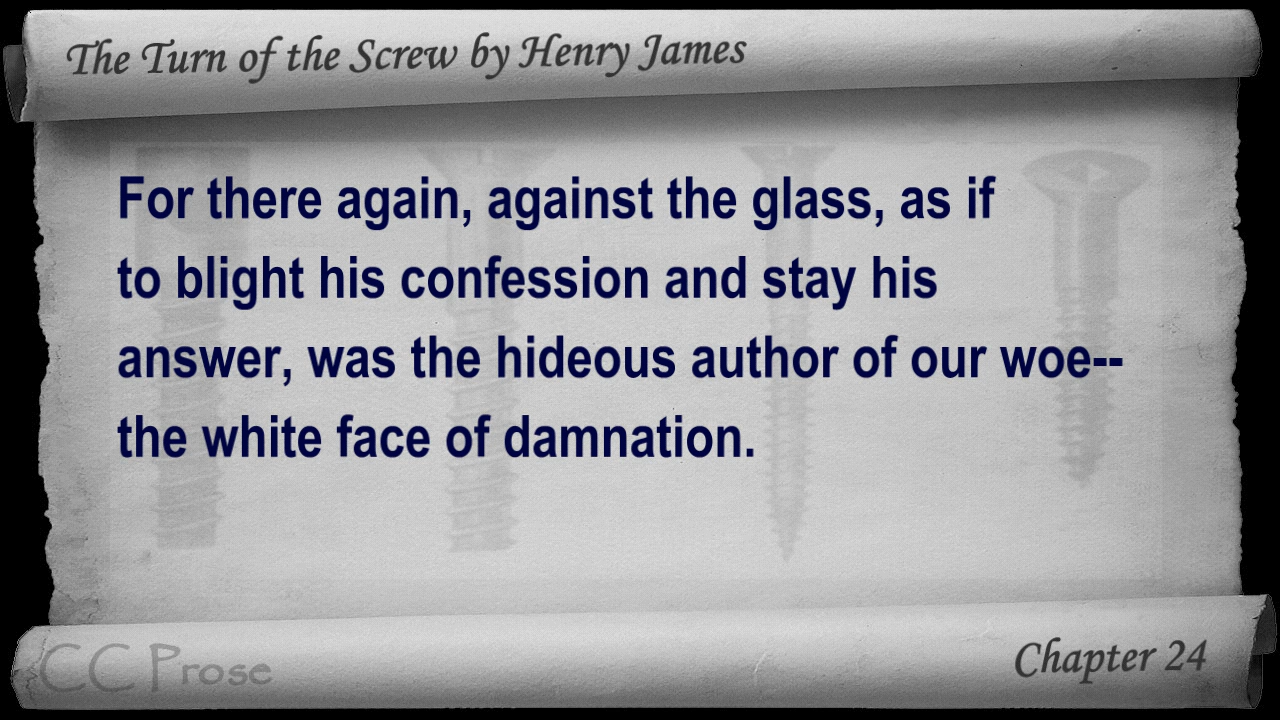 The Turn of the Screw by Henry James
For there again, against the glass, as if
to blight his confession and stay his
answer, was the hideous author of our woe--
the white face of damnation.
CC Prose
Chapter 24